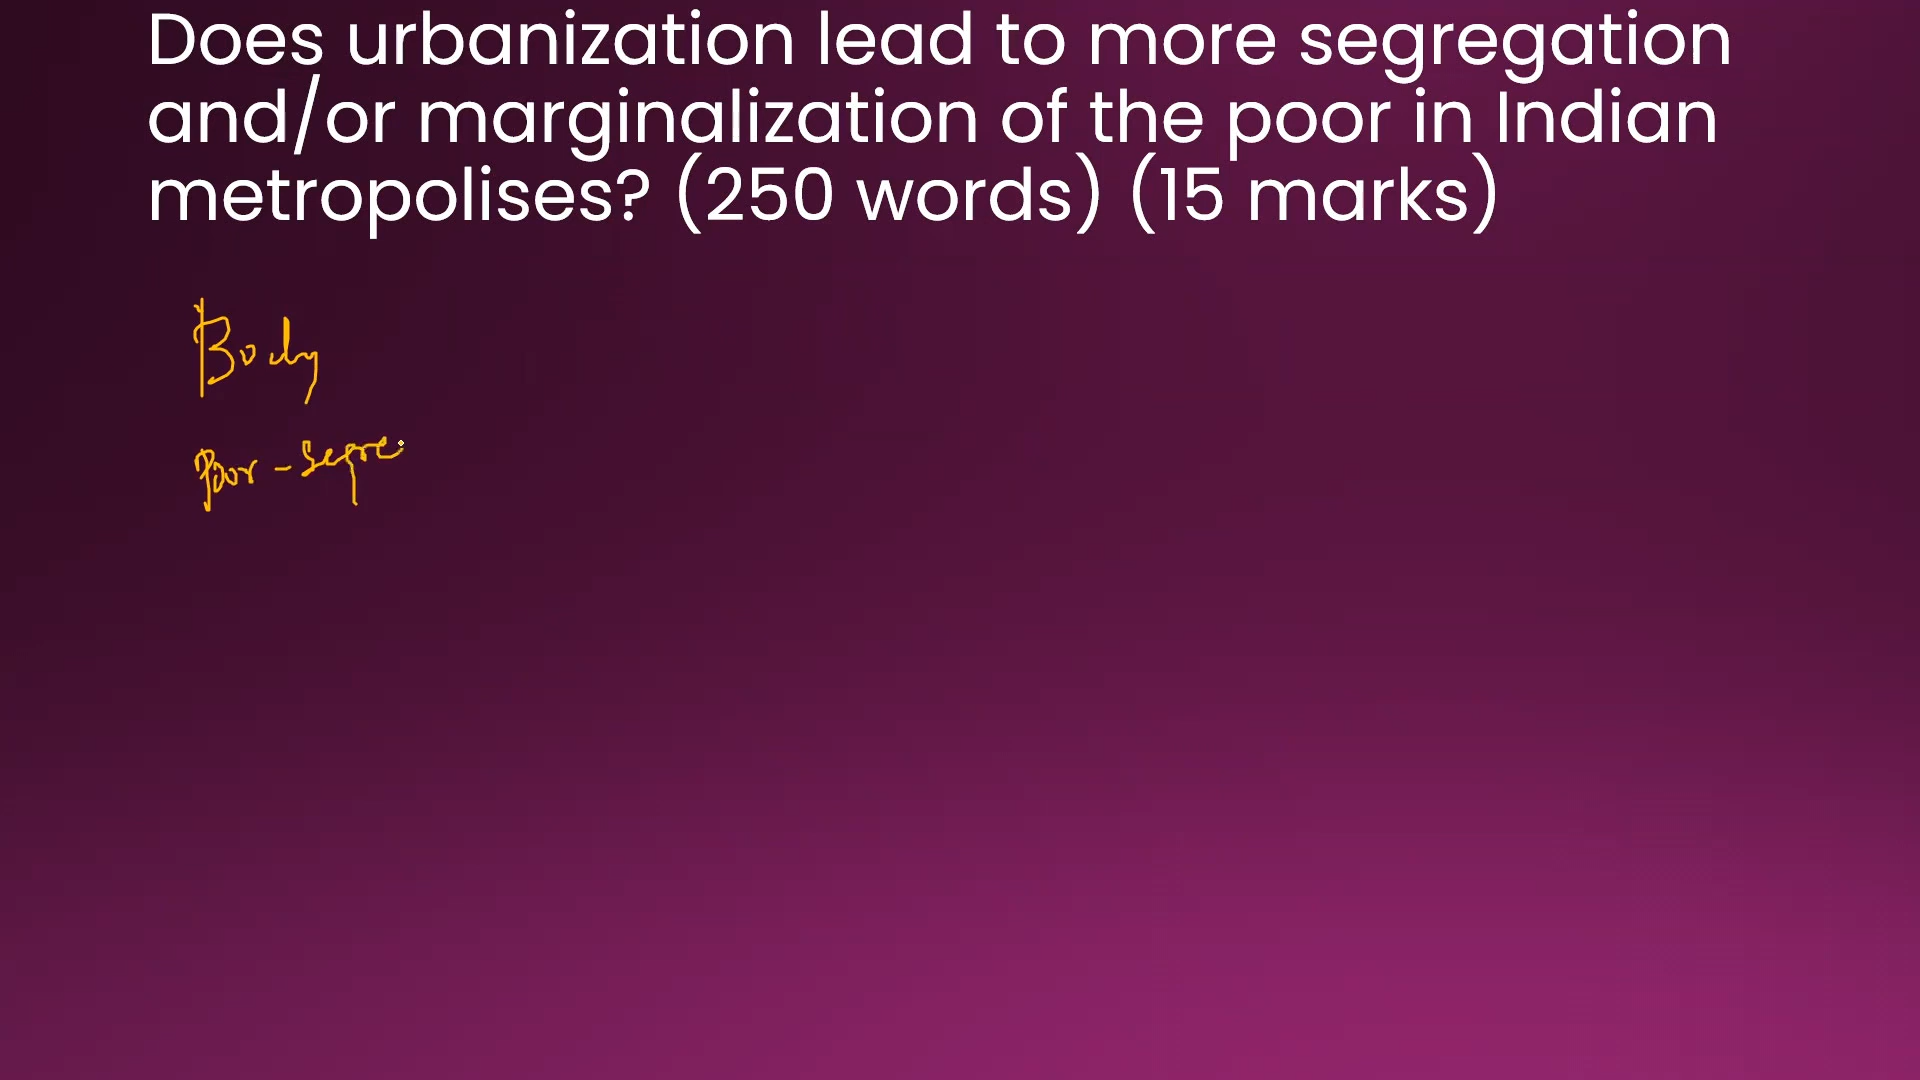 Does urbanization lead to more segregation
and/or marginalization of the poor in Indian
metropolises? (250 words) (15 marks)
Body
Poor - Segre